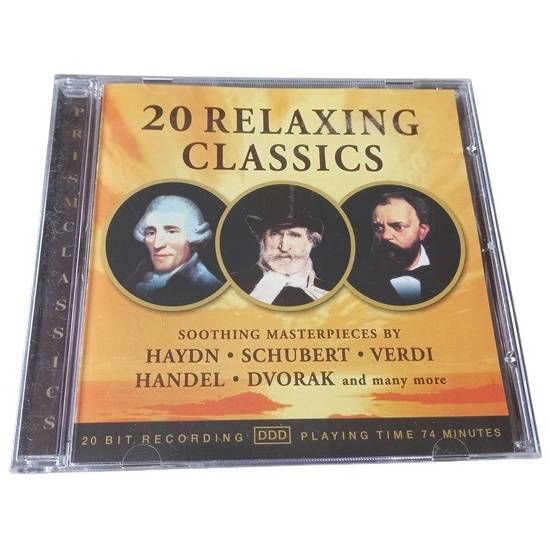 PRISM CLASSICS
20 RELAXING
CLASSICS
SOOTHING MASTERPIECES BY
HAYDN • SCHUBERT • VERDI
HANDEL • DVORAK and many more
20 BIT RECORDING DDD PLAYING TIME 74 MINUTES